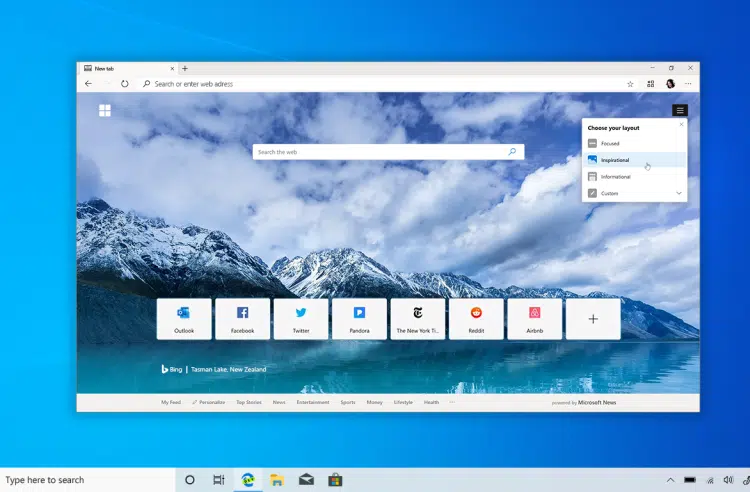 New tab
Search or enter web adress
Choose your layout
Focused
Search the web
Inspirational
Informational
Custom
Outlook
Facebook
Twitter
Pandora
The New York Ti...
Reddit
Airbnb
Bing | Tasman Lake, New Zealand
My Feed Personalize Top Stories News Entertainment Sports Money Lifestyle Health ... powered by Microsoft News
Type here to search